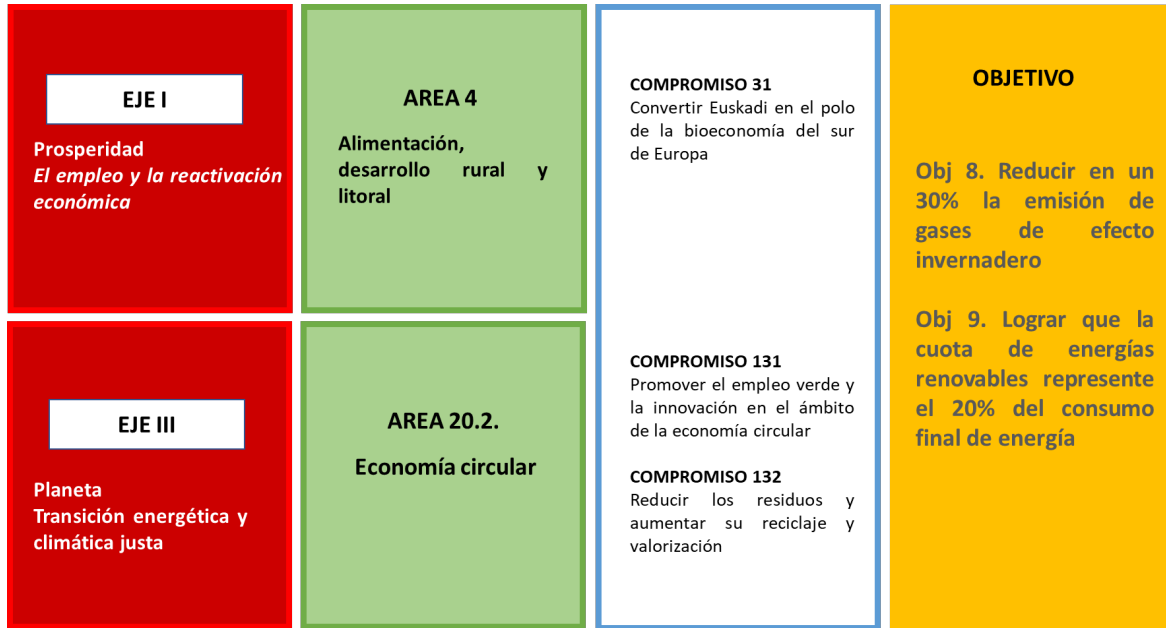 EJE I
Prosperidad
El empleo y la reactivación
económica
AREA 4
Alimentación,
desarrollo rural y
litoral
COMPROMISO 31
Convertir Euskadi en el polo
de la bioeconomía del sur
de Europa
EJE III
Planeta
Transición energética y
climática justa
AREA 20.2.
Economía circular
COMPROMISO 131
Promover el empleo verde y
la innovación en el ámbito
de la economía circular
COMPROMISO 132
Reducir los residuos y
aumentar su reciclaje y
valorización
OBJETIVO
Obj 8. Reducir en un
30% la emisión de
gases de efecto
invernadero
Obj 9. Lograr que la
cuota de energías
renovables represente
el 20% del consumo
final de energía